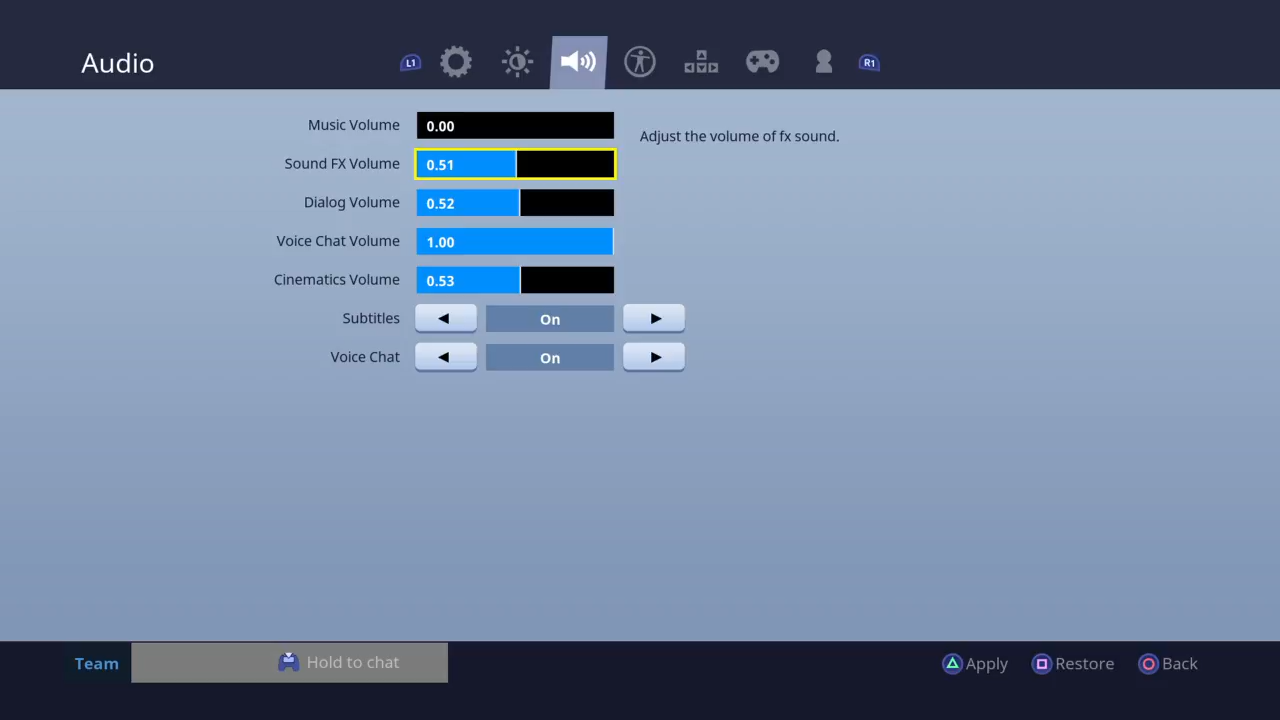 Audio
L1
R1
Music Volume 0.00
Adjust the volume of fx sound.
Sound FX Volume 0.51
Dialog Volume 0.52
Voice Chat Volume 1.00
Cinematics Volume 0.53
Subtitles On
Voice Chat On
Team Hold to chat
Apply Restore Back